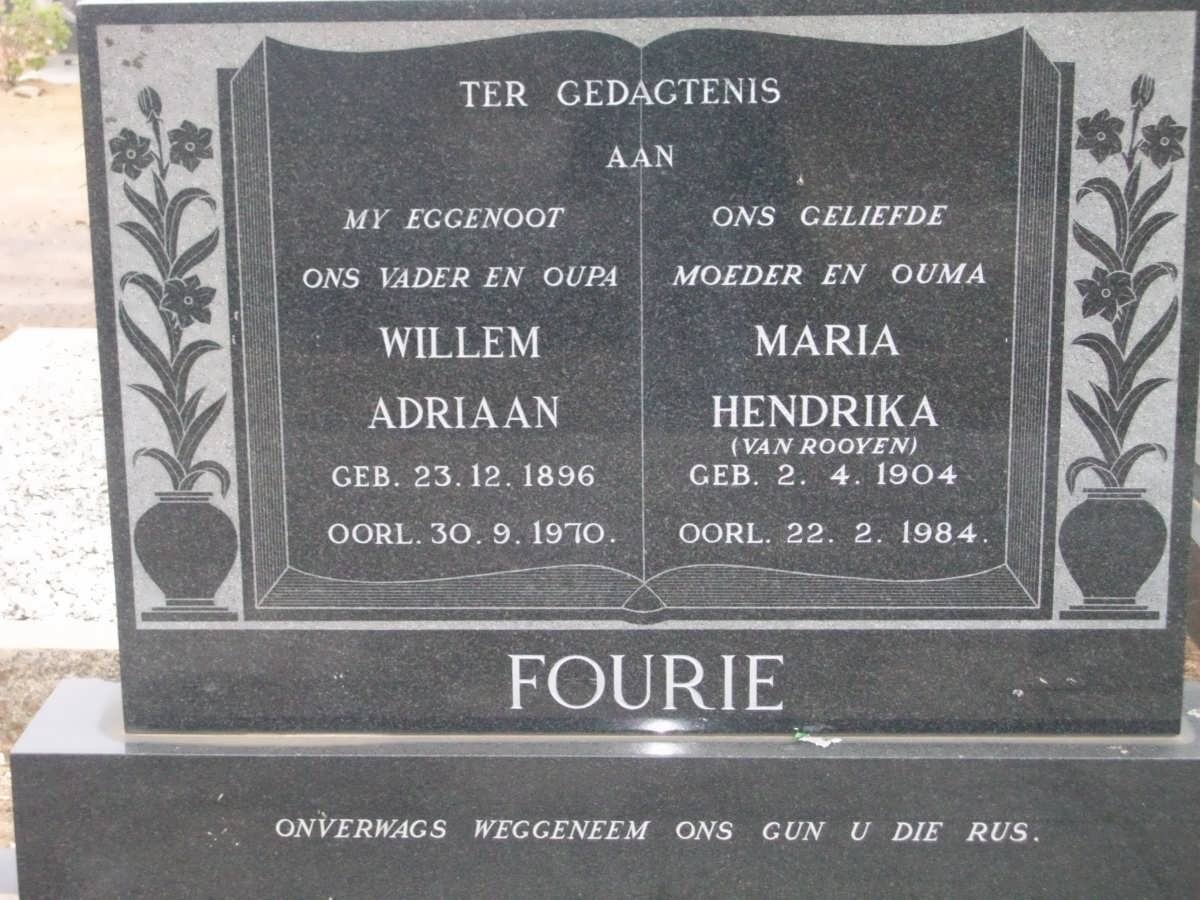 TER GEDAGTENIS
AAN
MY EGGENOOT
ONS VADER EN OUPA
WILLEM
ADRIAAN
GEB. 23.12.1896
OORL. 30.9.1970.
ONS GELIEFDE
MOEDER EN OUMA
MARIA
HENDRIKA
(VAN ROOYEN)
GEB. 2.4.1904
OORL. 22.2.1984.
FOURIE
ONVERWAGS WEGGENEEM ONS GUN U DIE RUS.